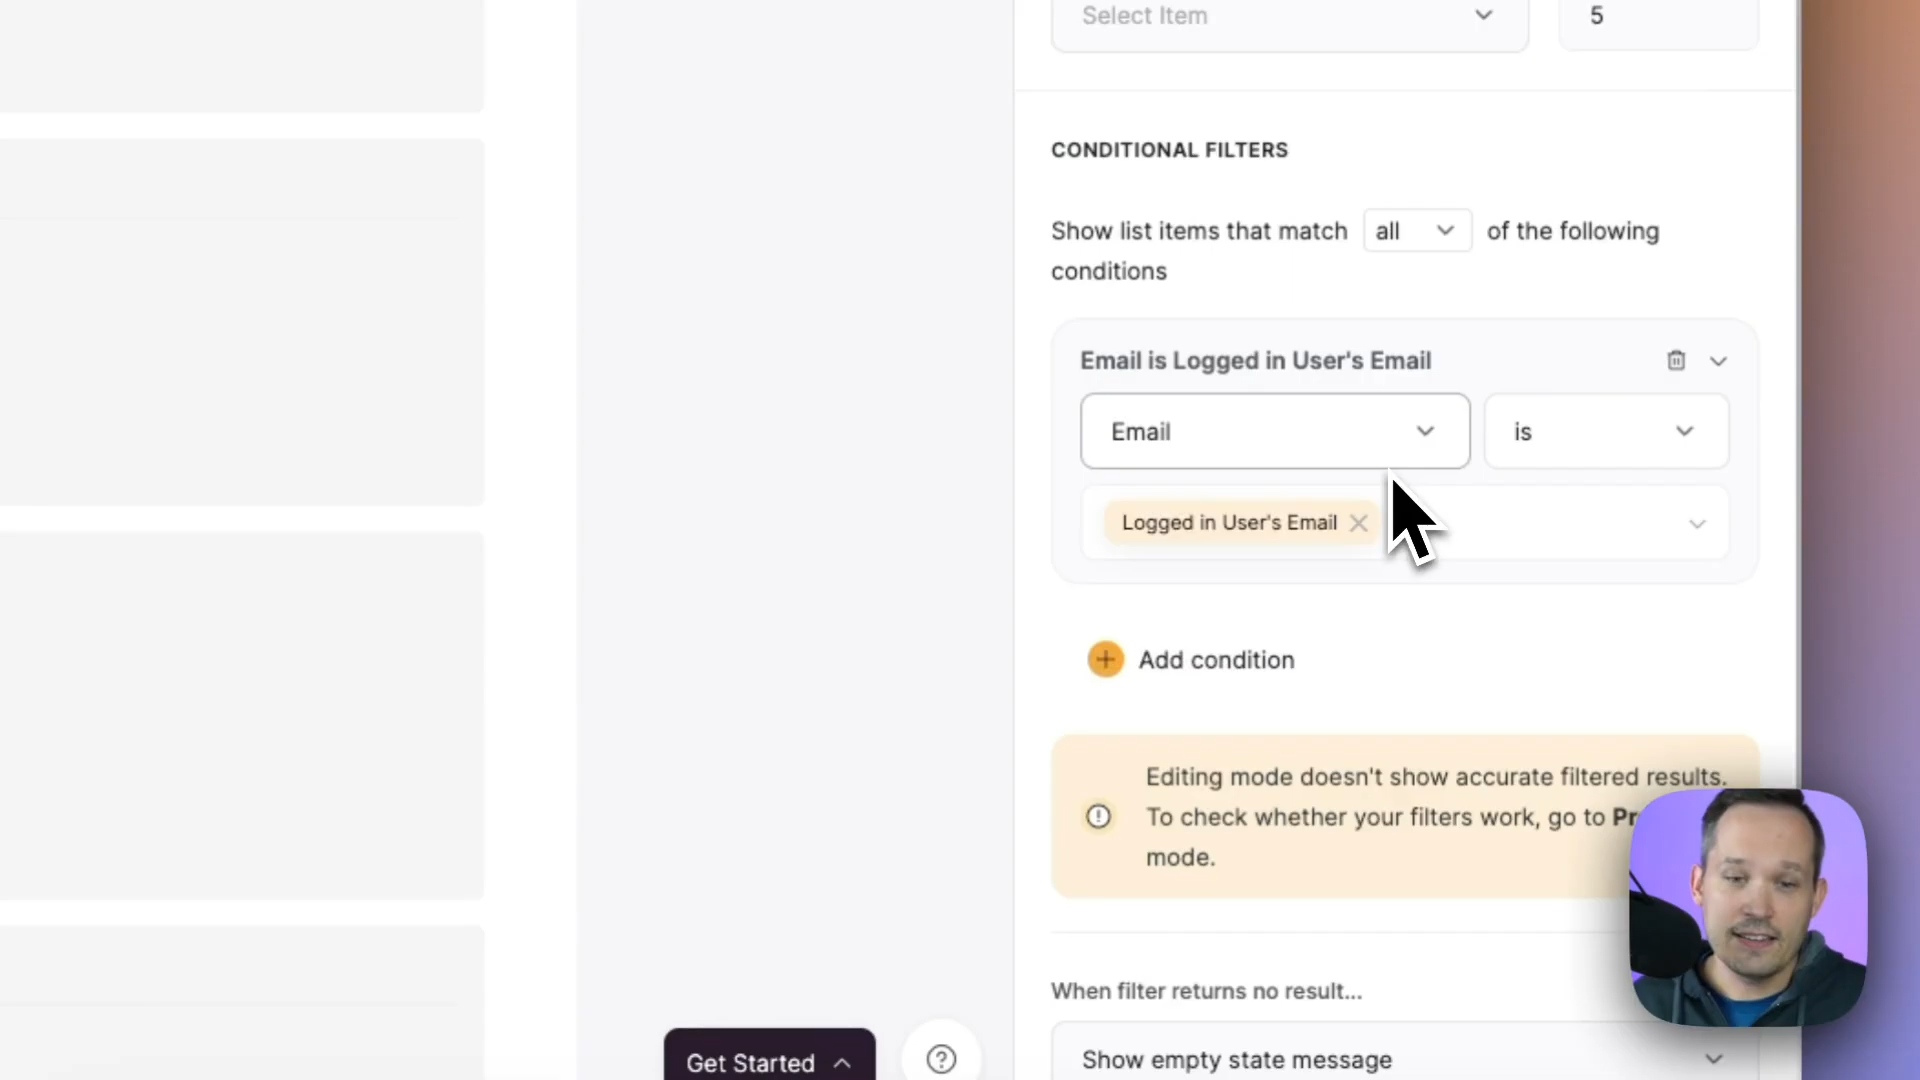 Select Item
5
CONDITIONAL FILTERS
Show list items that match all of the following
conditions
Email is Logged in User's Email
Email is
Logged in User's Email
Add condition
Editing mode doesn't show accurate filtered results.
To check whether your filters work, go to
mode.
When filter returns no result...
Show empty state message
Get Started